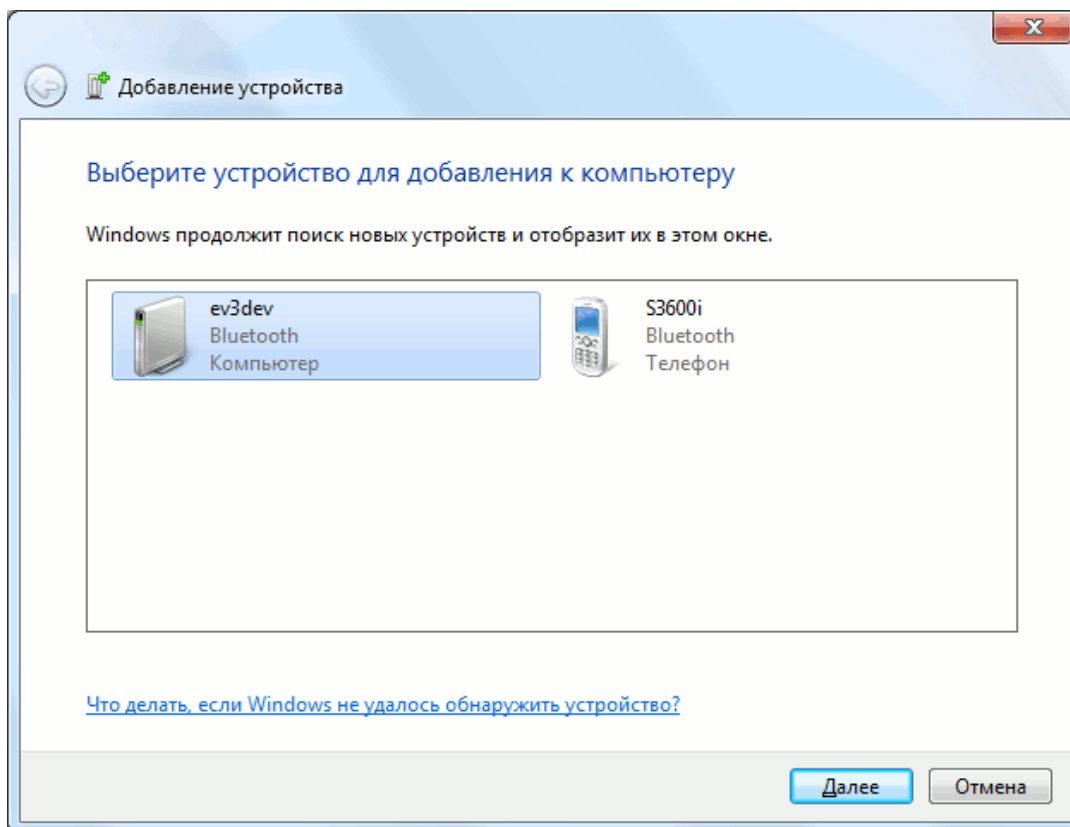 Добавление устройства
Выберите устройство для добавления к компьютеру
Windows продолжит поиск новых устройств и отобразит их в этом окне.
ev3dev
Bluetooth
Компьютер
S3600i
Bluetooth
Телефон
Что делать, если Windows не удалось обнаружить устройство?
Далее
Отмена